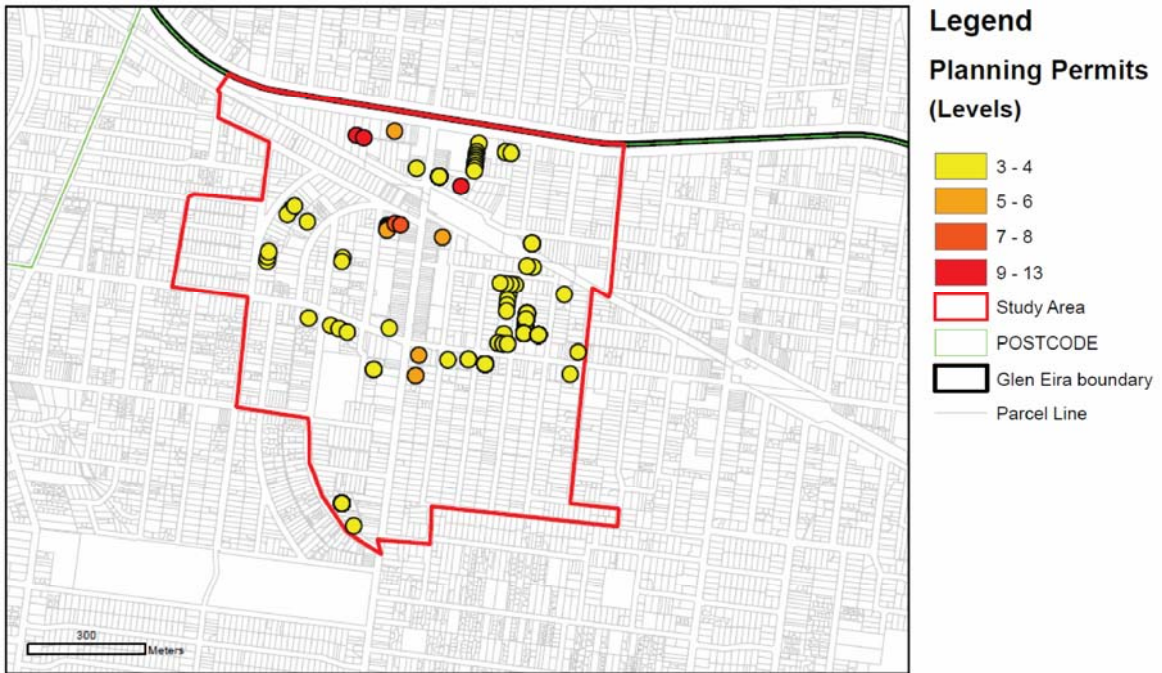 Legend
Planning Permits
(Levels)
3 - 4
5 - 6
7 - 8
9 - 13
Study Area
POSTCODE
Glen Eira boundary
Parcel Line
300
Meters